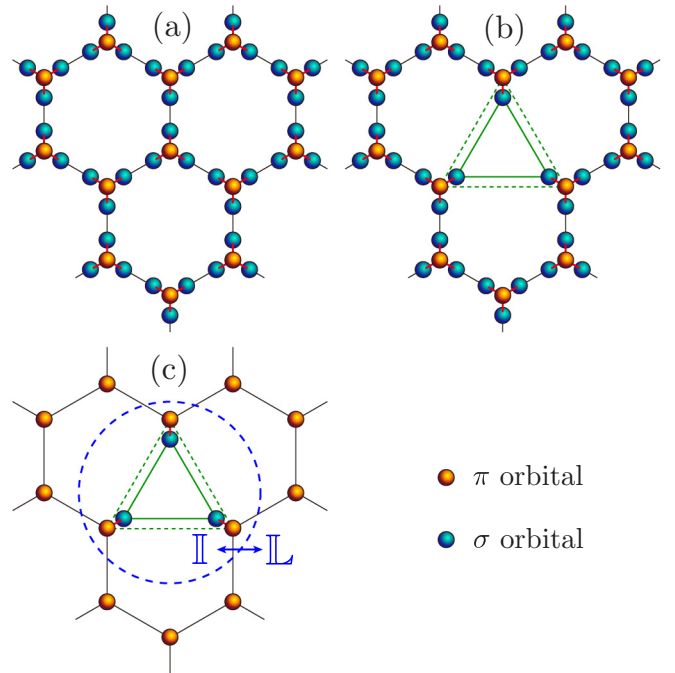 (a)
(b)
(c)
π orbital
σ orbital
𝕀
𝕃